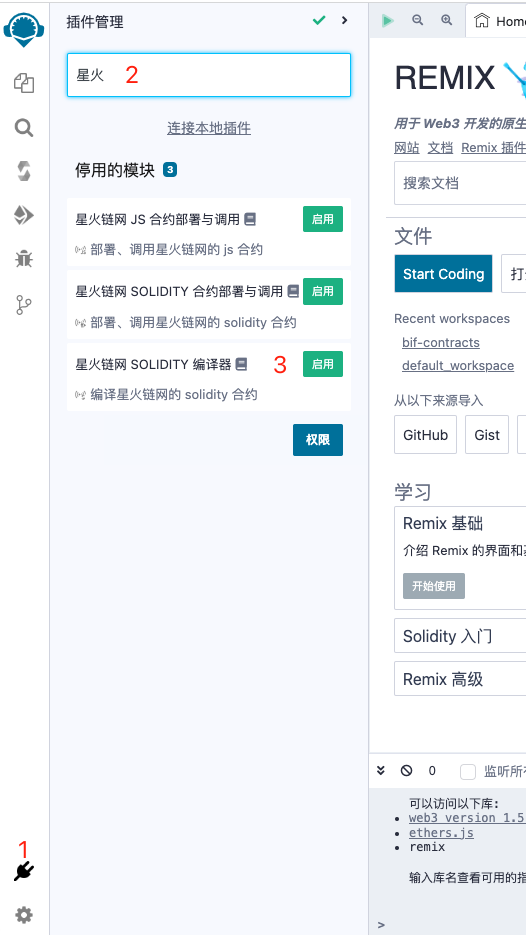 插件管理
星火 2
连接本地插件
停用的模块 3
星火链网 JS 合约部署与调用 启用
部署、调用星火链网的 js 合约
星火链网 SOLIDITY 合约部署与调用 启用
部署、调用星火链网的 solidity 合约
星火链网 SOLIDITY 编译器 3 启用
编译星火链网的 solidity 合约
权限
1
Home
REMIX
用于 Web3 开发的原生
网站 文档 Remix 插件
搜索文档
文件
Start Coding 打
Recent workspaces
bif-contracts
default_workspace
从以下来源导入
GitHub Gist
学习
Remix 基础
介绍 Remix 的界面和
开始使用
Solidity 入门
Remix 高级
0 监听所
可以访问以下库:
web3 version 1.5
ethers.js
remix
输入库名查看可用的指
>